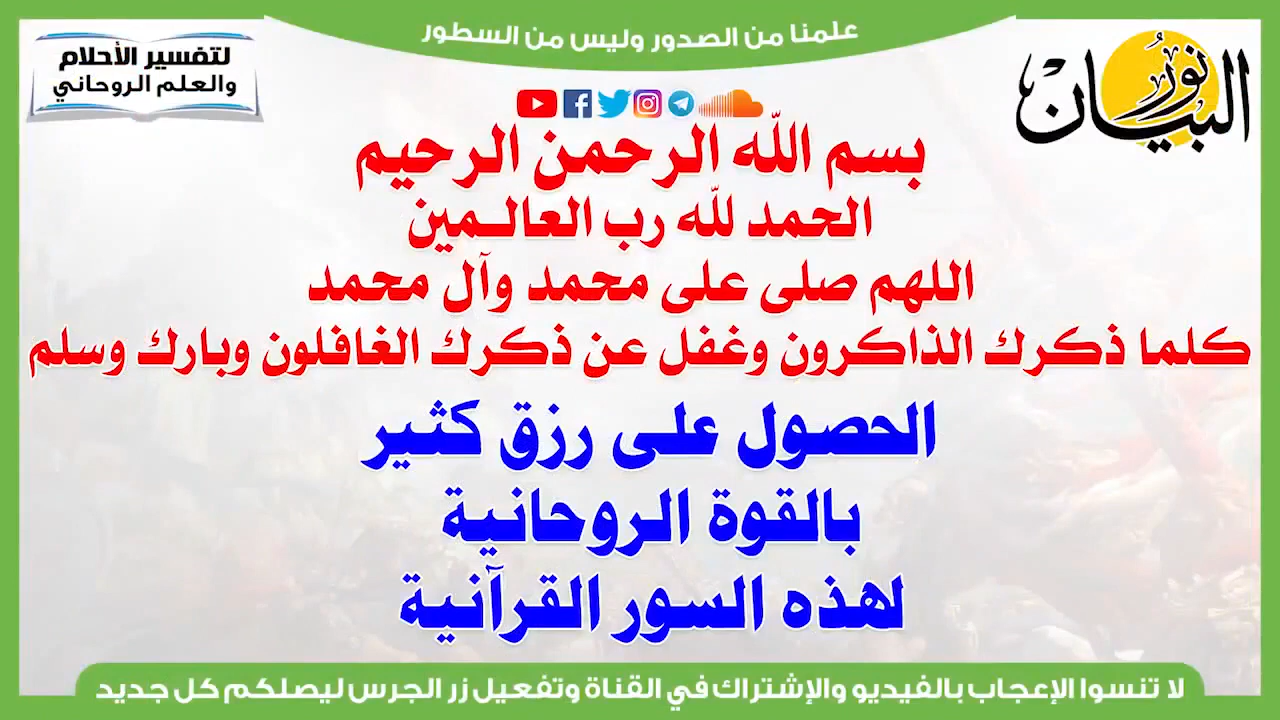 علمنا من الصدور وليس من السطور
نور البيان
لتفسير الأحلام
والعلم الروحاني
بسم الله الرحمن الرحيم
الحمد لله رب العالـمين
اللهم صلى على محمد وآل محمد
كلما ذكرك الذاكرون وغفل عن ذكرك الغافلون وبارك وسلم
الحصول على رزق كثير
بالقوة الروحانية
لهذه السور القرآنية
لا تنسوا الإعجاب بالفيديو والإشتراك في القناة وتفعيل زر الجرس ليصلكم كل جديد